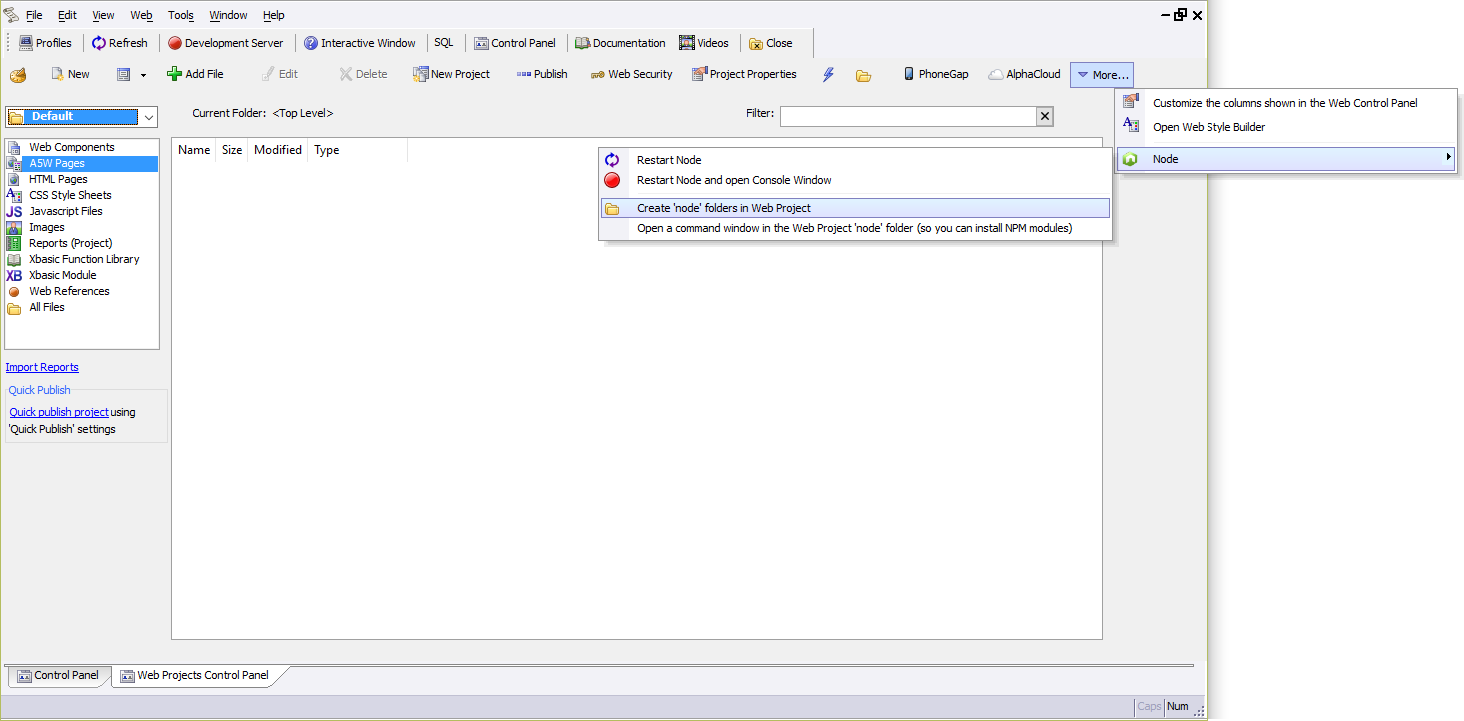 File Edit View Web Tools Window Help
Profiles Refresh Development Server Interactive Window SQL Control Panel Documentation Videos Close
New Add File Edit Delete New Project Publish Web Security Project Properties PhoneGap AlphaCloud More...
Customize the columns shown in the Web Control Panel
Open Web Style Builder
Node
Default
Current Folder: <Top Level>
Filter:
Name Size Modified Type
Restart Node
Restart Node and open Console Window
Create 'node' folders in Web Project
Open a command window in the Web Project 'node' folder (so you can install NPM modules)
Web Components
A5W Pages
HTML Pages
CSS Style Sheets
JS Javascript Files
Images
Reports (Project)
Xbasic Function Library
XB Xbasic Module
Web References
All Files
Import Reports
Quick Publish
Quick publish project using
'Quick Publish' settings
Control Panel Web Projects Control Panel
Caps Num